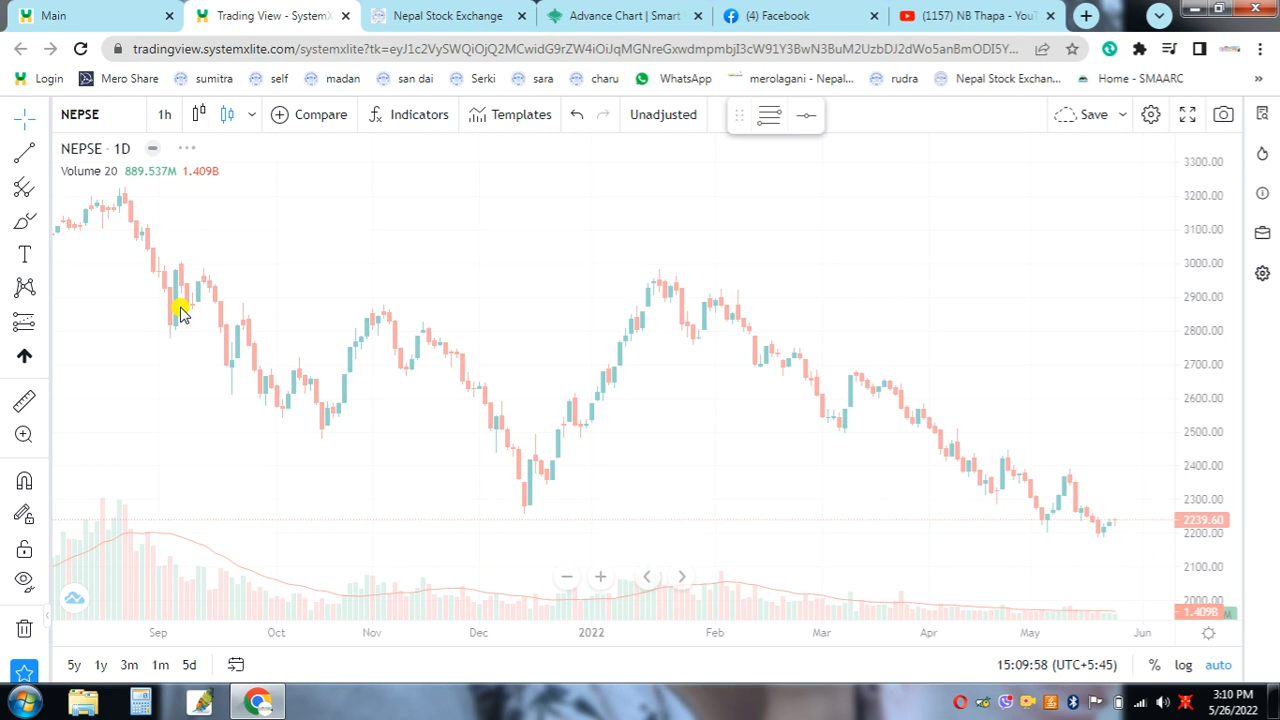 Main
Trading View - SystemX
Nepal Stock Exchange
Advance Chart | Smart
(4) Facebook
(1157) NB Thapa - YouT
tradingview.systemxlite/systemxlite?tk=
Login
Mero Share
sumitra
self
madan
san dai
Serki
sara
charu
WhatsApp
merolagani - Nepal...
rudra
Nepal Stock Exchan...
Home - SMAARC
»
NEPSE
1h
Compare
Indicators
Templates
Unadjusted
Save
NEPSE · 1D
Volume 20 889.537M 1.409B
3300.00
3200.00
3100.00
3000.00
2900.00
2800.00
2700.00
2600.00
2500.00
2400.00
2300.00
2239.60
2200.00
2100.00
2000.00
1.409B
M
Sep Oct Nov Dec 2022 Feb Mar Apr May Jun
5y 1y 3m 1m 5d
15:09:58 (UTC+5:45) % log auto
3:10 PM
5/26/2022